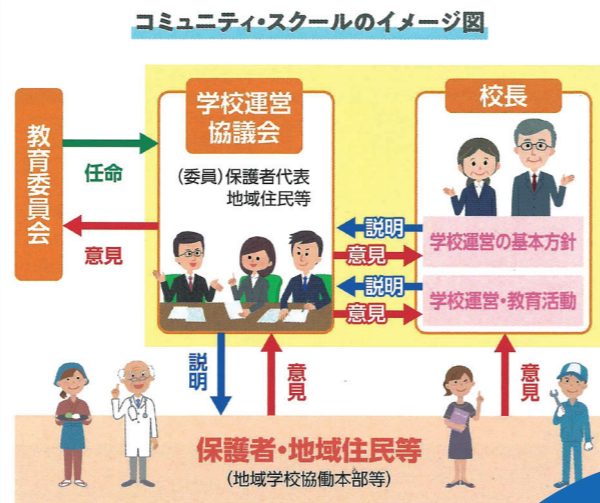 コミュニティ・スクールのイメージ図
教育委員会
任命
意見
学校運営
協議会
(委員)保護者代表
地域住民等
校長
説明
意見
学校運営の基本方針
説明
意見
学校運営・教育活動
説明
意見
意見
保護者・地域住民等
(地域学校協働本部等)